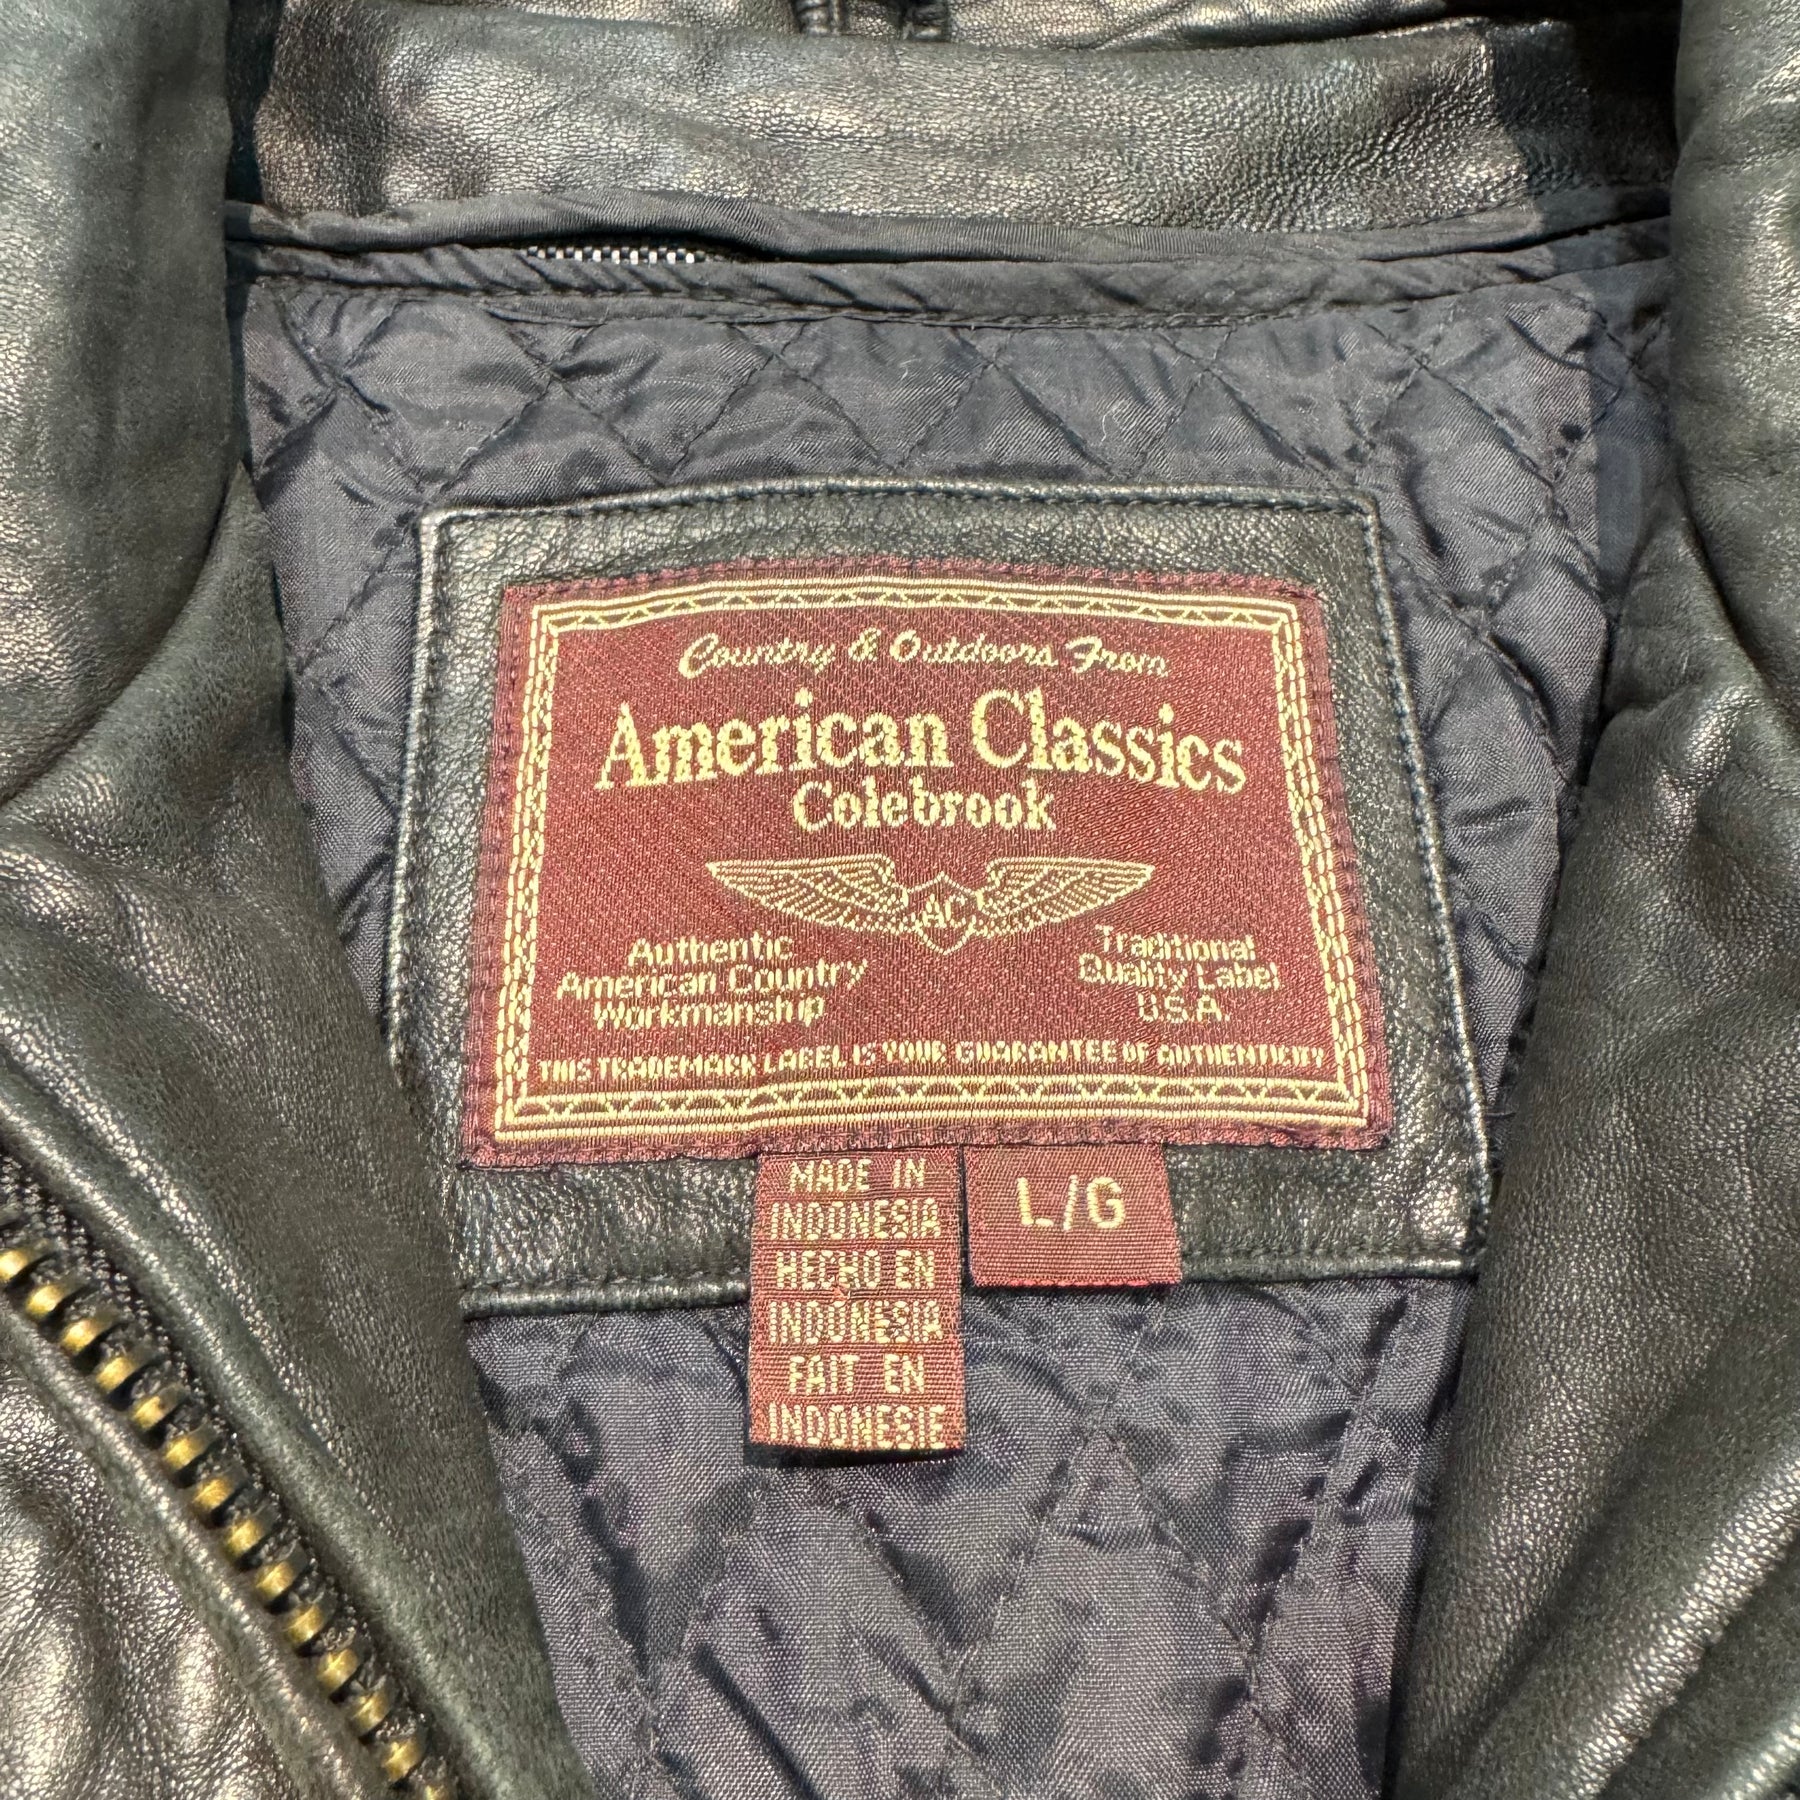 Country & Outdoors From
American Classics
Colebrook
AC
Authentic
American Country
Workmanship
Traditional
Quality Label
U.S.A.
THIS TRADEMARK LABEL IS YOUR GUARANTEE OF AUTHENTICITY
MADE IN
INDONESIA
HECHO EN
INDONESIA
FAIT EN
INDONESIE
L/G